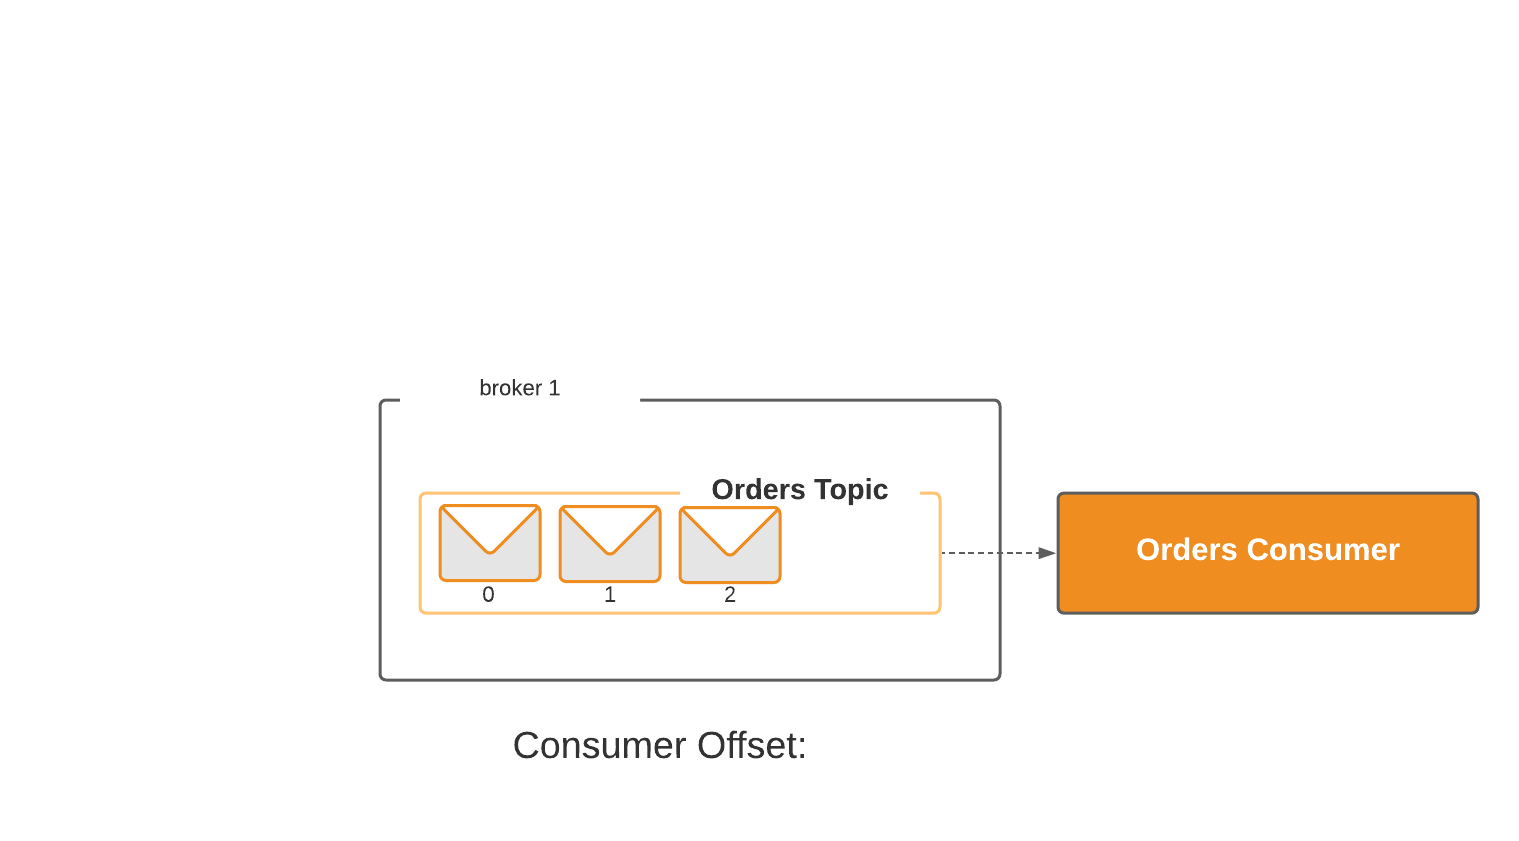 broker 1
Orders Topic
0
1
2
Orders Consumer
Consumer Offset: